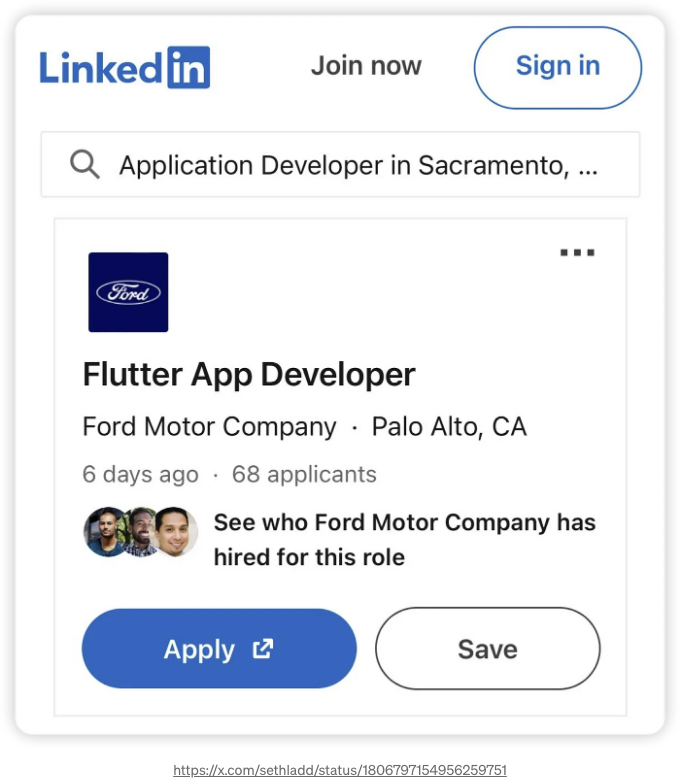 LinkedIn
Join now
Sign in
Application Developer in Sacramento, ...
Ford
Flutter App Developer
Ford Motor Company · Palo Alto, CA
6 days ago · 68 applicants
See who Ford Motor Company has
hired for this role
Apply
Save
https://x.com/sethladd/status/1806797154956259751